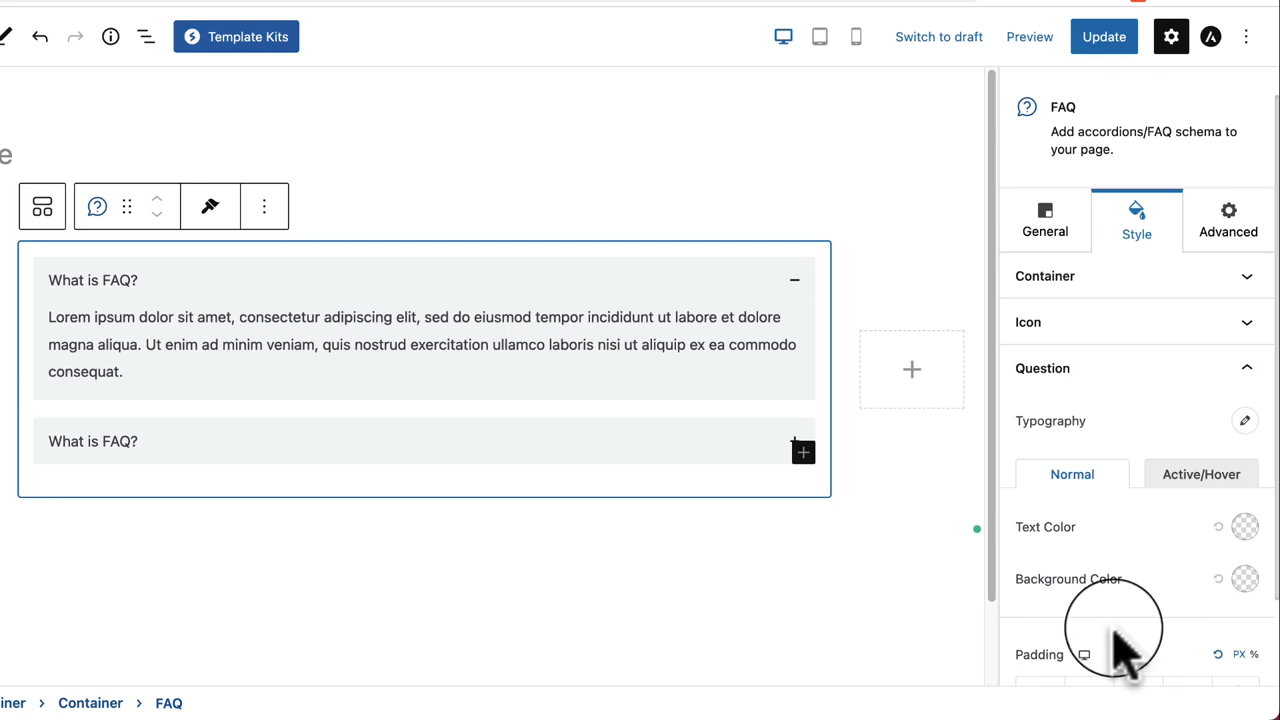 Template Kits
Switch to draft
Preview
Update
e
What is FAQ?
Lorem ipsum dolor sit amet, consectetur adipiscing elit, sed do eiusmod tempor incididunt ut labore et dolore
magna aliqua. Ut enim ad minim veniam, quis nostrud exercitation ullamco laboris nisi ut aliquip ex ea commodo
consequat.
What is FAQ?
FAQ
Add accordions/FAQ schema to
your page.
General
Style
Advanced
Container
Icon
Question
Typography
Normal
Active/Hover
Text Color
Background Color
Padding
PX %
iner
Container
FAQ